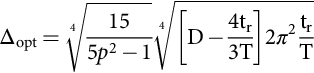 Δ_opt = ⁴√(15 / (5p² − 1)) ⁴√([D − 4t_r / 3T] 2π² t_r / T)